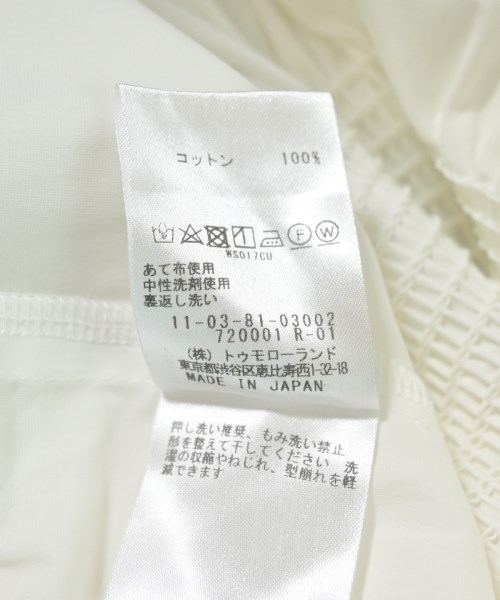 コットン 100%
WS017CU
あて布使用
中性洗剤使用
裏返し洗い
11-03-81-03002
720001 R-01
(株) トゥモローランド
東京都渋谷区恵比寿西1-32-18
MADE IN JAPAN
押し洗い推奨、もみ洗い禁止
形を整えて干してください 洗
濯の収縮やねじれ、型崩れを軽
減できます